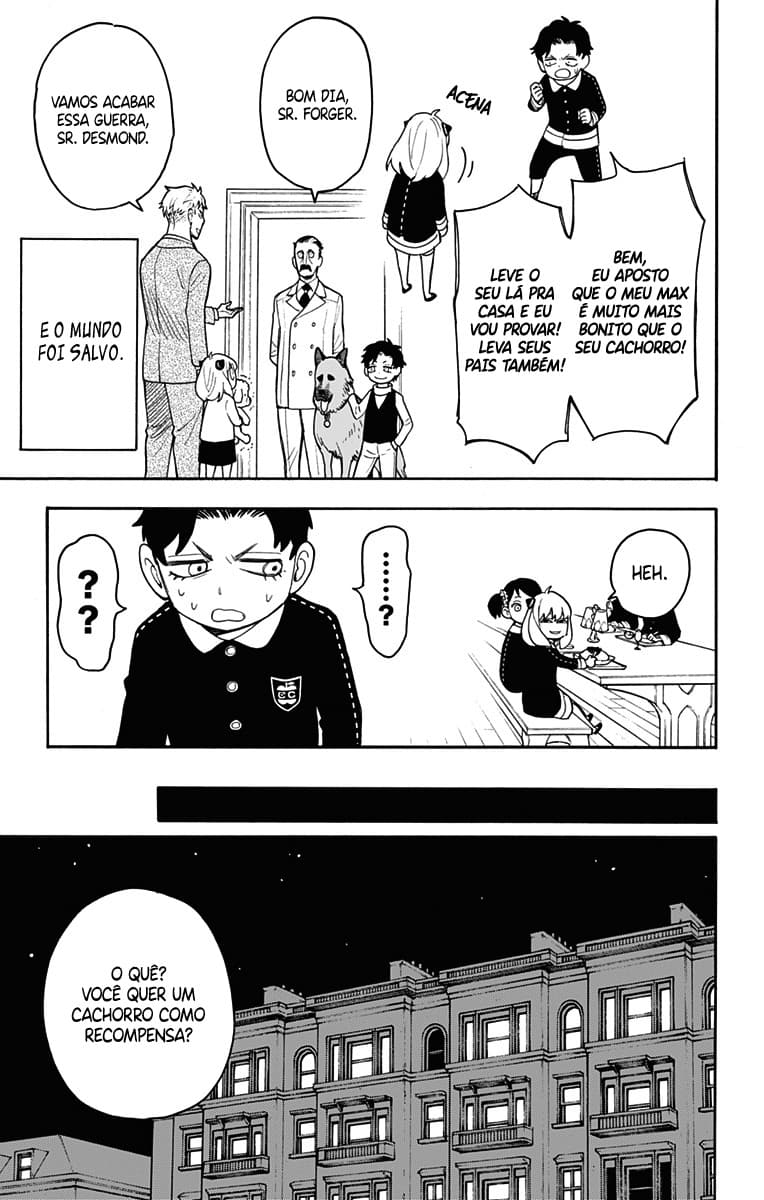 ACENA
BEM,
EU APOSTO
QUE O MEU MAX
É MUITO MAIS
BONITO QUE O
SEU CACHORRO!
LEVE O
SEU LÁ PRA
CASA E EU
VOU PROVAR!
LEVA SEUS
PAIS TAMBÉM!
BOM DIA,
SR. FORGER.
VAMOS ACABAR
ESSA GUERRA,
SR. DESMOND.
E O MUNDO
FOI SALVO.
HEH.
........?
?
?
EC
O QUÊ?
VOCÊ QUER UM
CACHORRO COMO
RECOMPENSA?